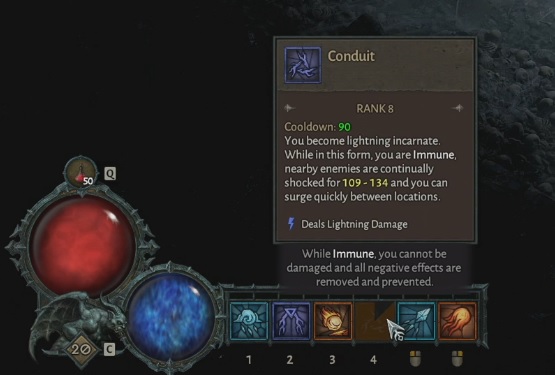 Conduit
RANK 8
Cooldown: 90
You become lightning incarnate.
While in this form, you are Immune,
nearby enemies are continually
shocked for 109 - 134 and you can
surge quickly between locations.
Deals Lightning Damage
While Immune, you cannot be
damaged and all negative effects are
removed and prevented.
50 Q
20 C
1 2 3 4